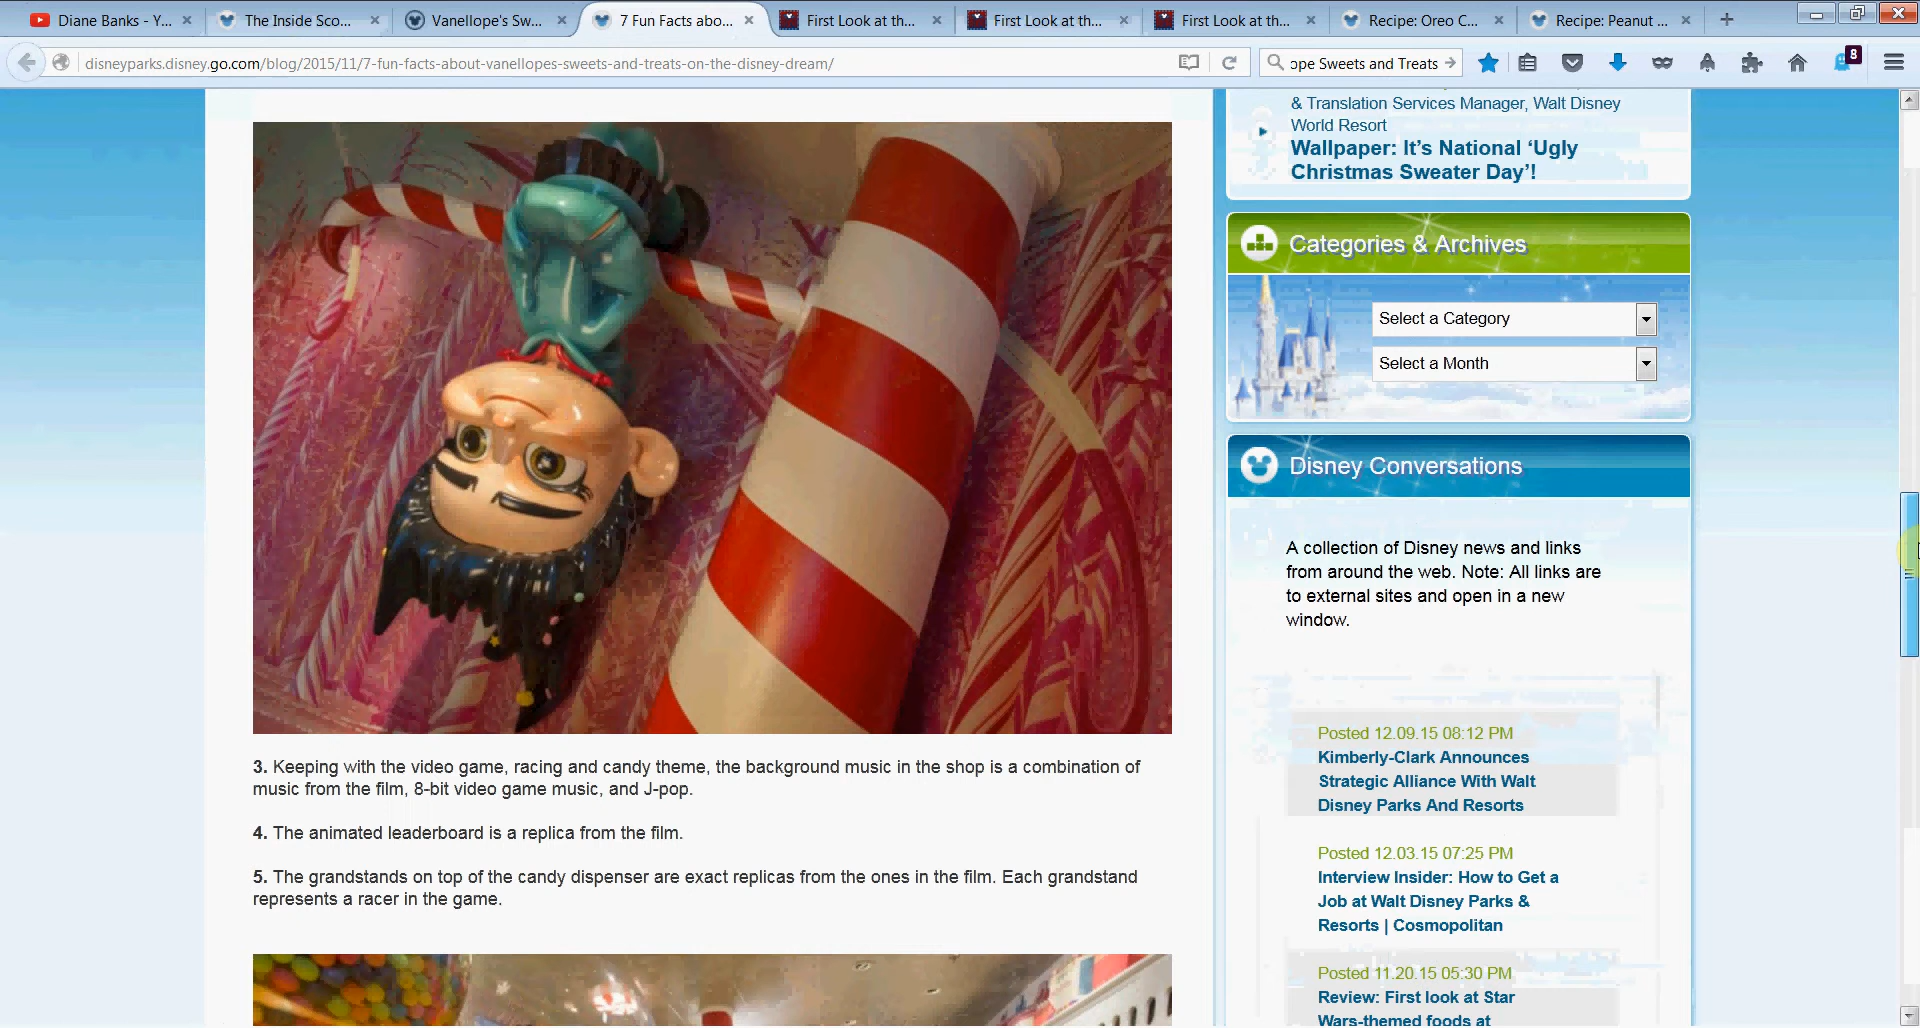 Diane Banks - Y...
The Inside Sco...
Vanellope's Sw...
7 Fun Facts abo...
First Look at th...
First Look at th...
First Look at th...
Recipe: Oreo C...
Recipe: Peanut ...
disneyparks.disney.go.com/blog/2015/11/7-fun-facts-about-vanellopes-sweets-and-treats-on-the-disney-dream/
ope Sweets and Treats
8
3. Keeping with the video game, racing and candy theme, the background music in the shop is a combination of
music from the film, 8-bit video game music, and J-pop.
4. The animated leaderboard is a replica from the film.
5. The grandstands on top of the candy dispenser are exact replicas from the ones in the film. Each grandstand
represents a racer in the game.
& Translation Services Manager, Walt Disney
World Resort
Wallpaper: It’s National ‘Ugly
Christmas Sweater Day’!
Categories & Archives
Select a Category
Select a Month
Disney Conversations
A collection of Disney news and links
from around the web. Note: All links are
to external sites and open in a new
window.
Posted 12.09.15 08:12 PM
Kimberly-Clark Announces
Strategic Alliance With Walt
Disney Parks And Resorts
Posted 12.03.15 07:25 PM
Interview Insider: How to Get a
Job at Walt Disney Parks &
Resorts | Cosmopolitan
Posted 11.20.15 05:30 PM
Review: First look at Star
Wars-themed foods at